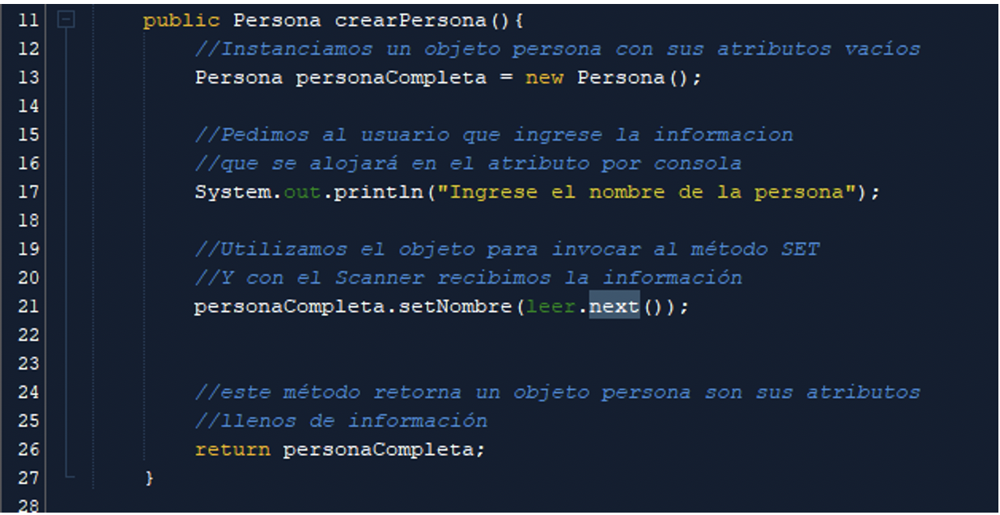 11 public Persona crearPersona(){
12 //Instanciamos un objeto persona con sus atributos vacíos
13 Persona personaCompleta = new Persona();
14
15 //Pedimos al usuario que ingrese la informacion
16 //que se alojará en el atributo por consola
17 System.out.println("Ingrese el nombre de la persona");
18
19 //Utilizamos el objeto para invocar al método SET
20 //Y con el Scanner recibimos la información
21 personaCompleta.setNombre(leer.next());
22
23
24 //este método retorna un objeto persona son sus atributos
25 //llenos de información
26 return personaCompleta;
27 }
28